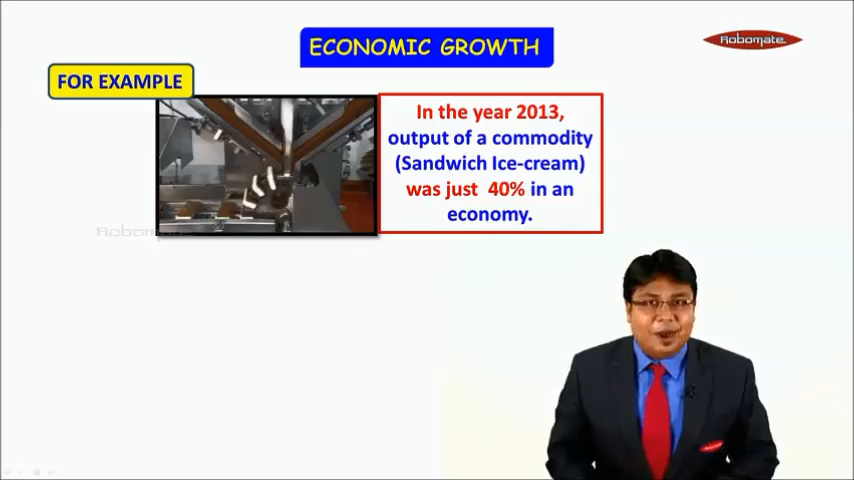 ECONOMIC GROWTH
Robomate
FOR EXAMPLE
In the year 2013,
output of a commodity
(Sandwich Ice-cream)
was just 40% in an
economy.
Robomate